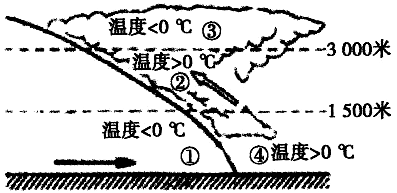 温度<0 ℃ ③
3 000米
温度>0 ℃
②
1 500米
温度<0 ℃
① ④ 温度>0 ℃